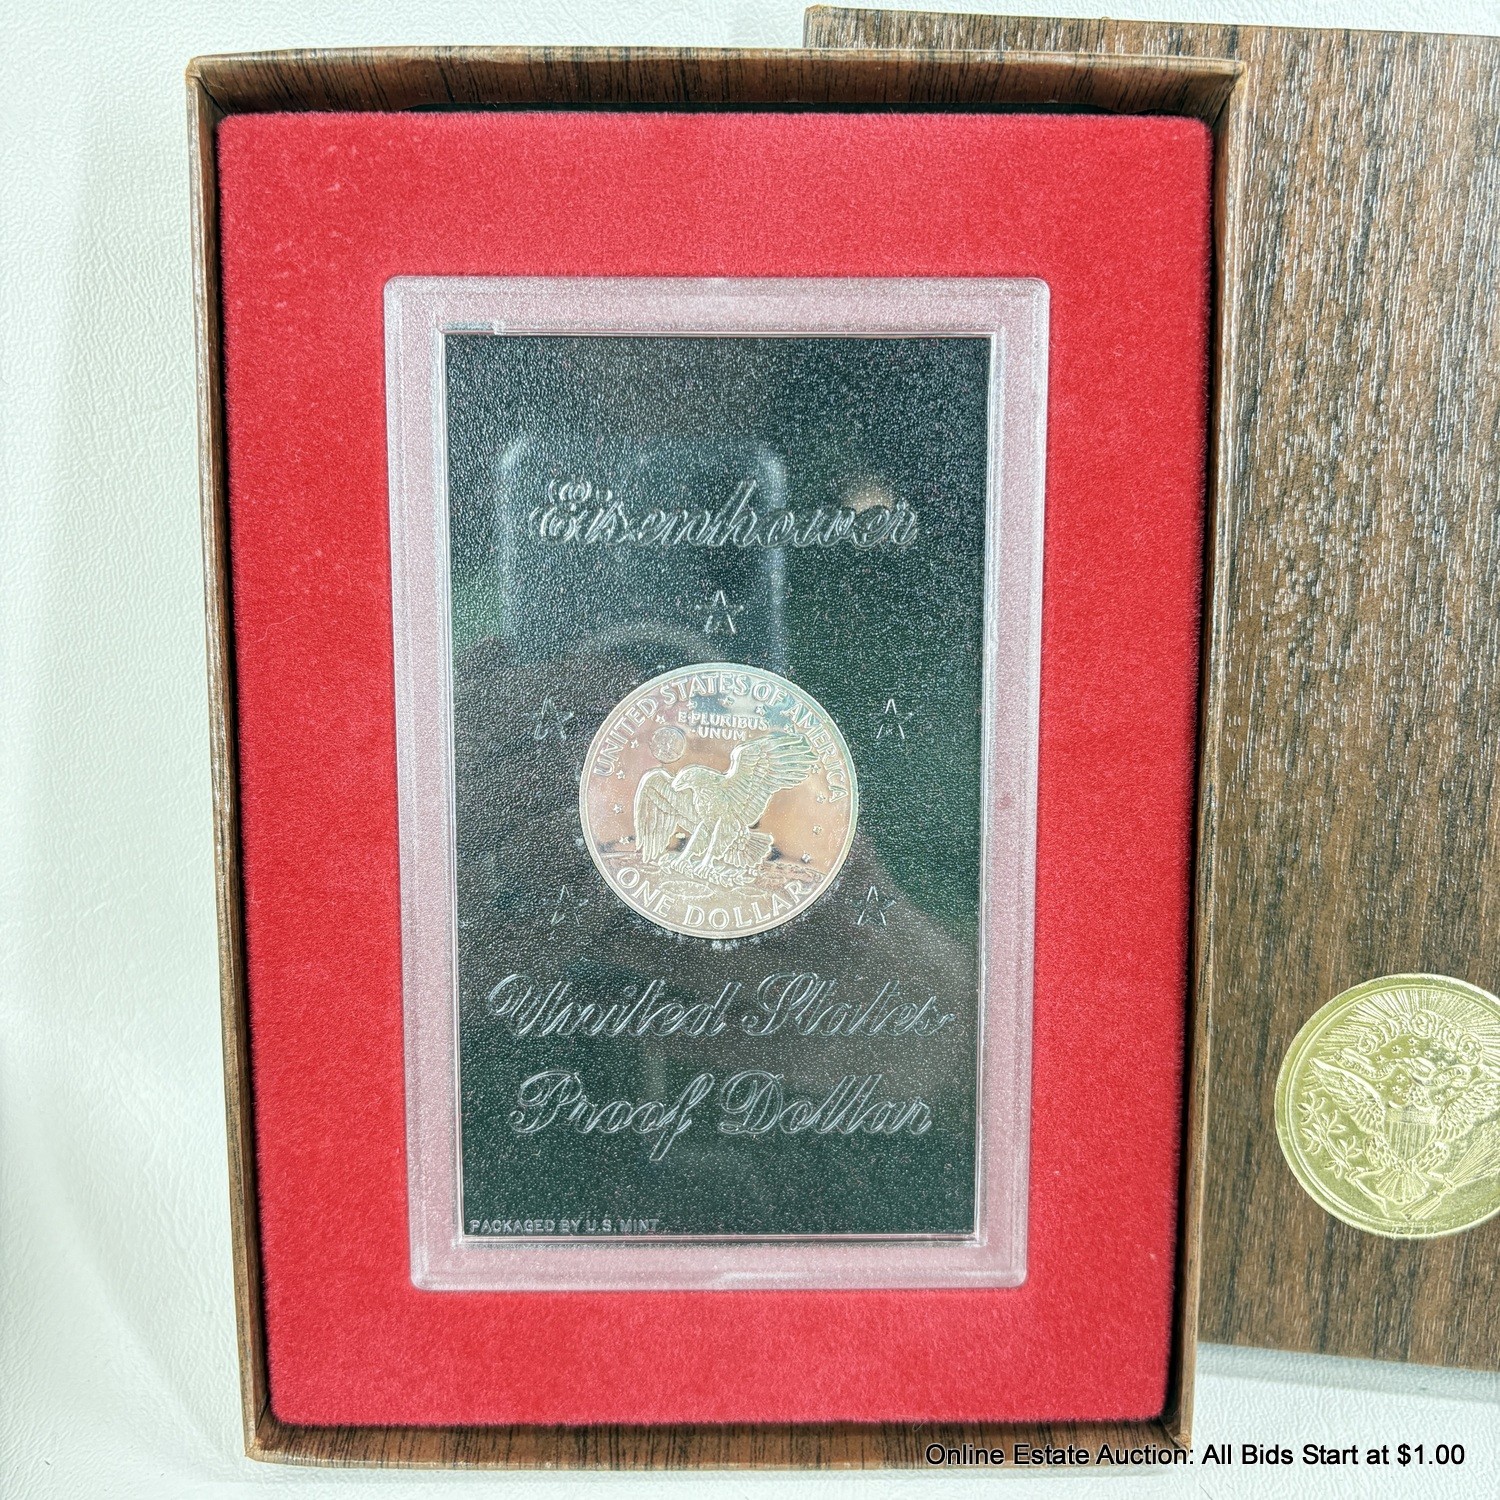 Eisenhower
UNITED STATES OF AMERICA
E·PLURIBUS
·UNUM·
ONE DOLLAR
United States
Proof Dollar
PACKAGED BY U.S. MINT
Online Estate Auction: All Bids Start at $1.00